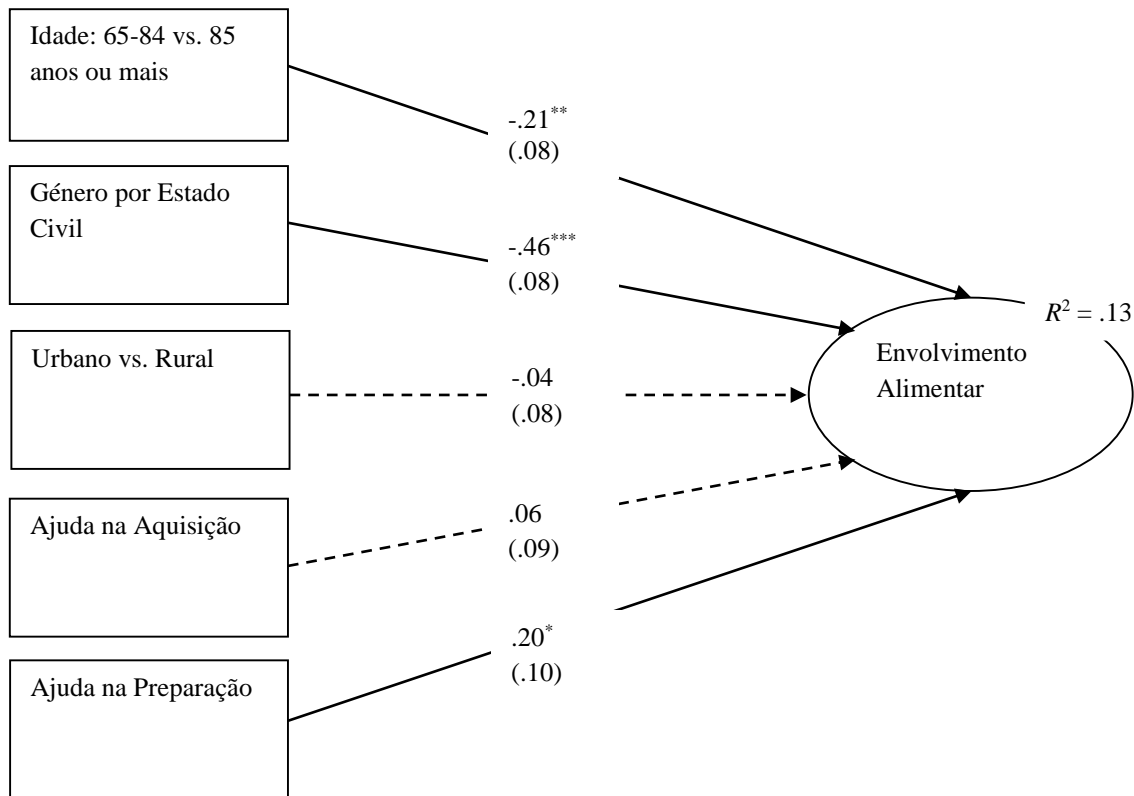 Idade: 65-84 vs. 85
anos ou mais
-.21**
(.08)
Género por Estado
Civil
-.46***
(.08)
R² = .13
Urbano vs. Rural
-.04
(.08)
Envolvimento
Alimentar
Ajuda na Aquisição
.06
(.09)
.20*
(.10)
Ajuda na Preparação